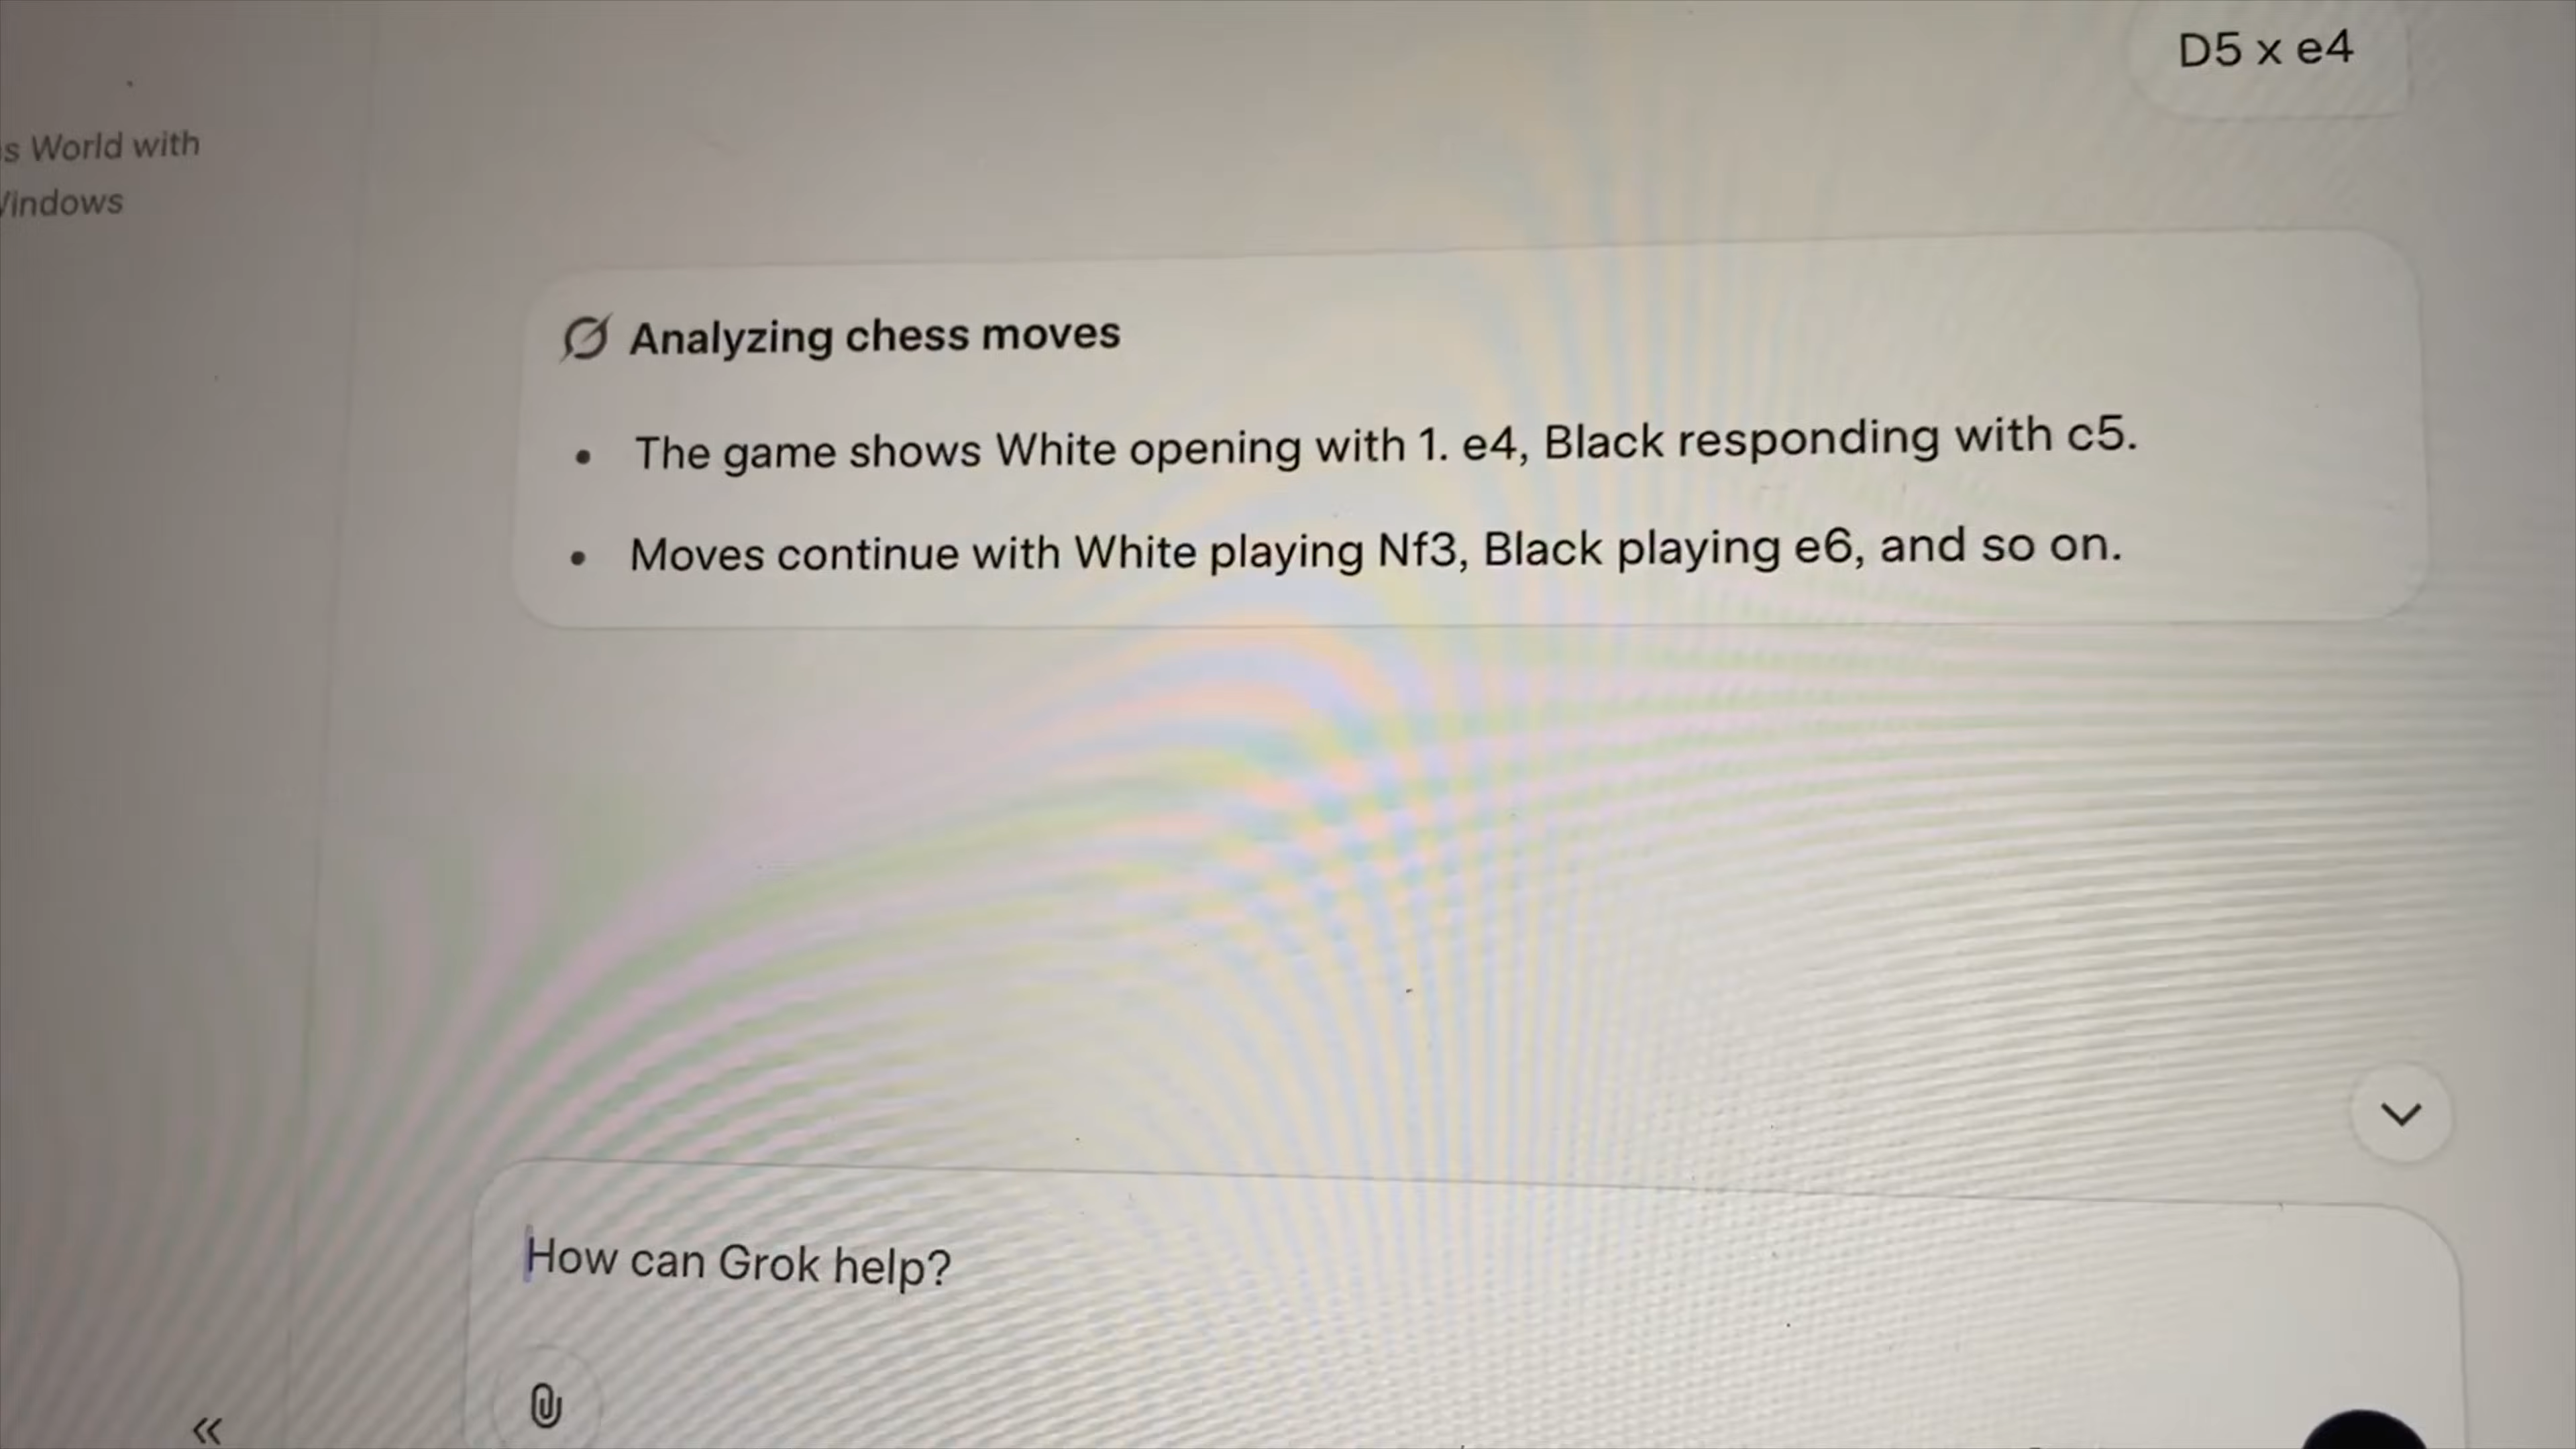 D5 x e4
s World with
Windows
Analyzing chess moves
• The game shows White opening with 1. e4, Black responding with c5.
• Moves continue with White playing Nf3, Black playing e6, and so on.
How can Grok help?